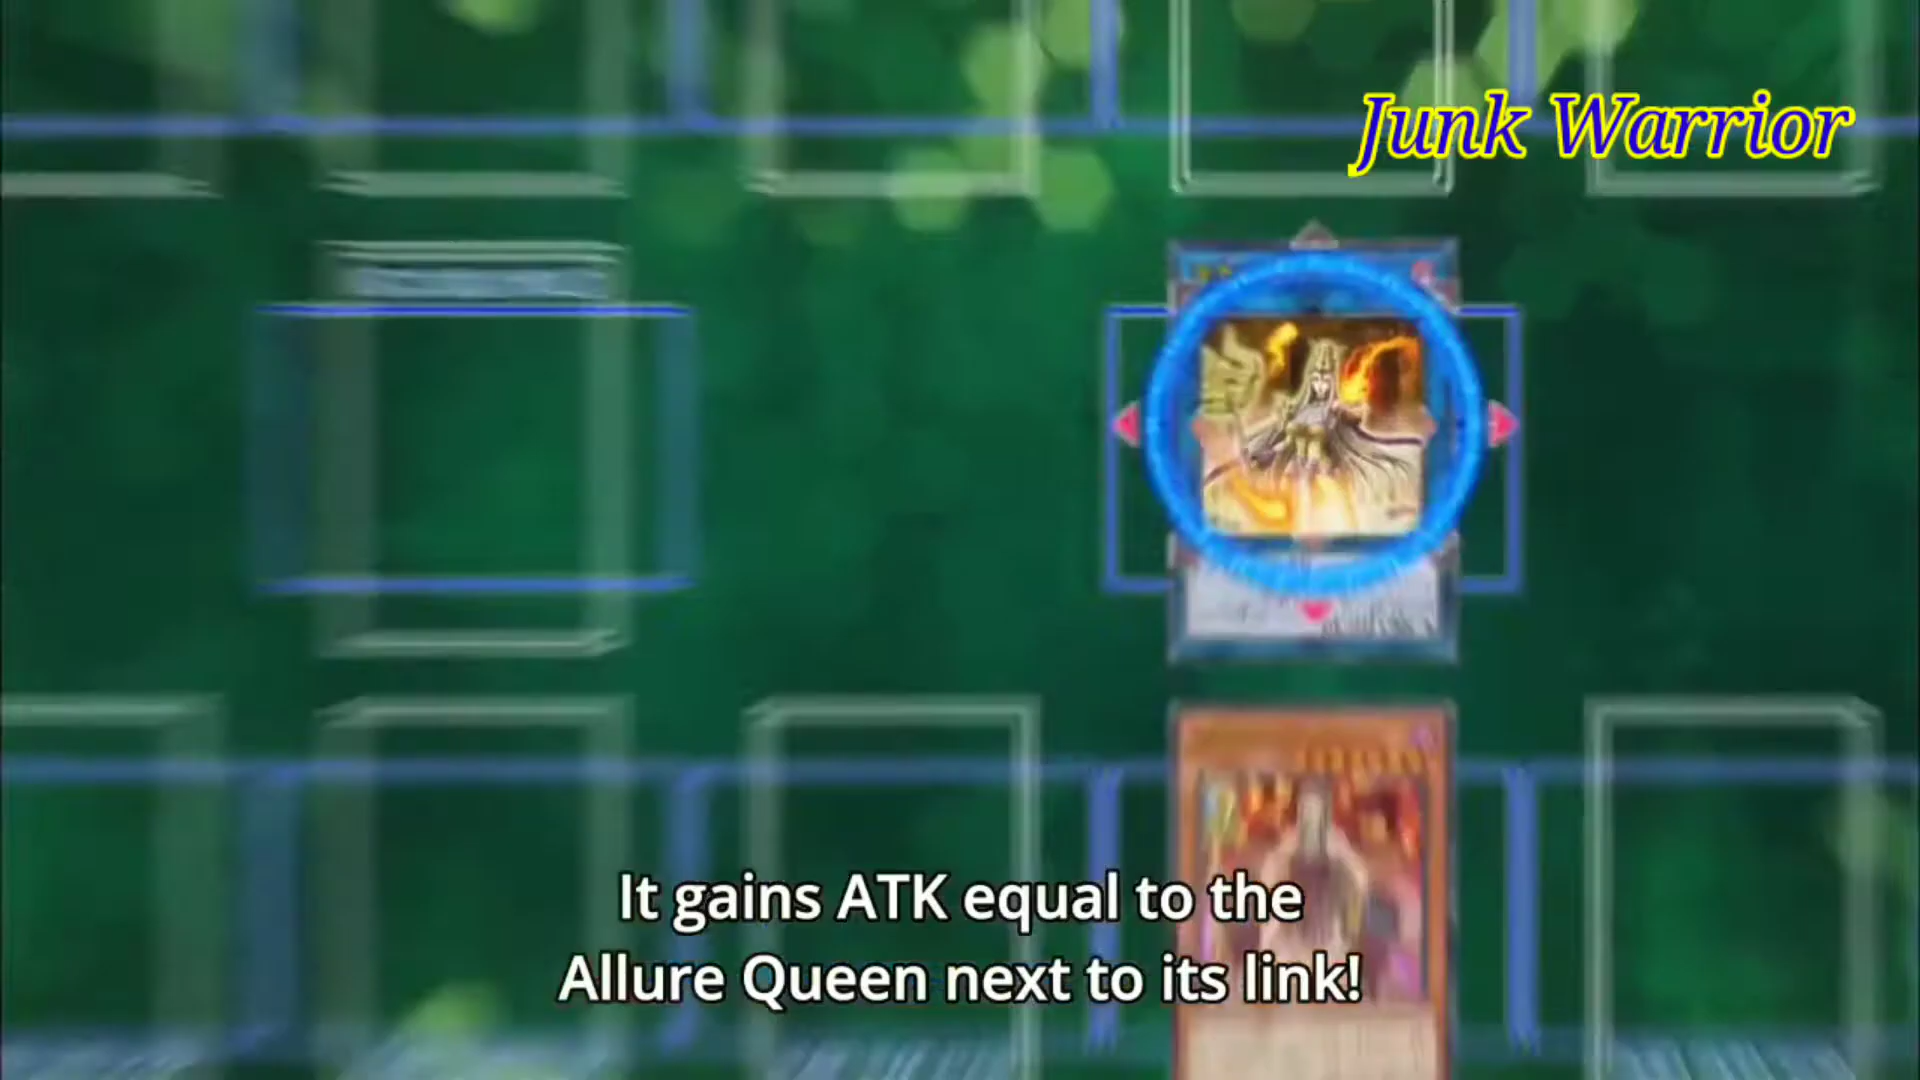 Junk Warrior
It gains ATK equal to the
Allure Queen next to its link!